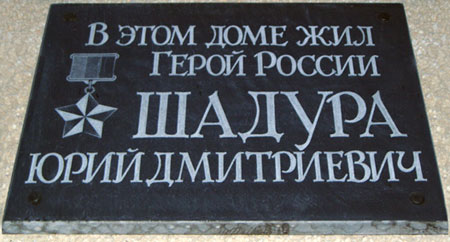 В этом доме жил
Герой России
ШАДУРА
Юрий Дмитриевич